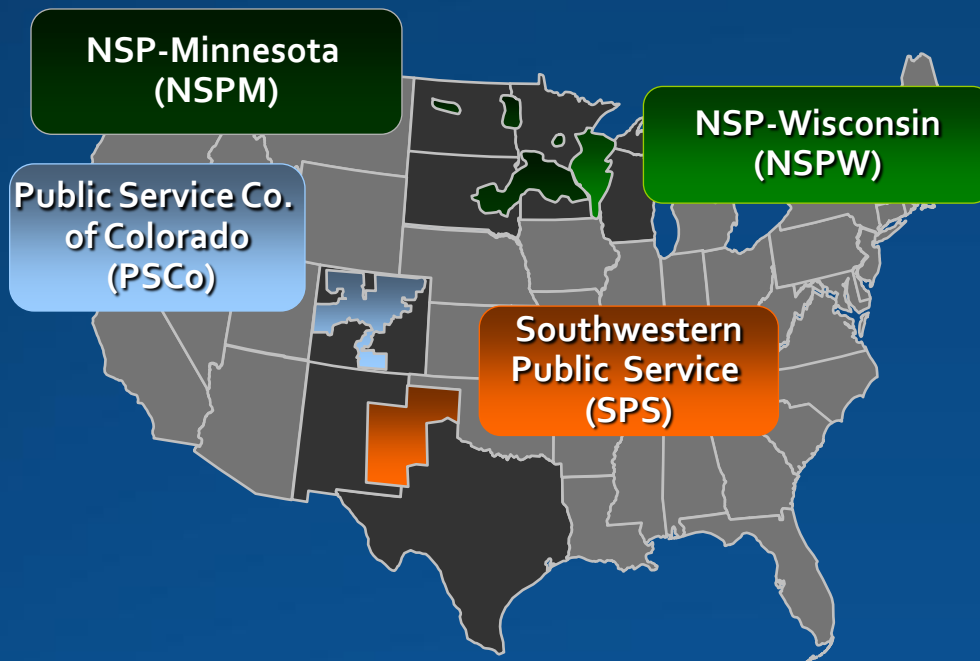 NSP-Minnesota
(NSPM)
NSP-Wisconsin
(NSPW)
Public Service Co.
of Colorado
(PSCo)
Southwestern
Public Service
(SPS)